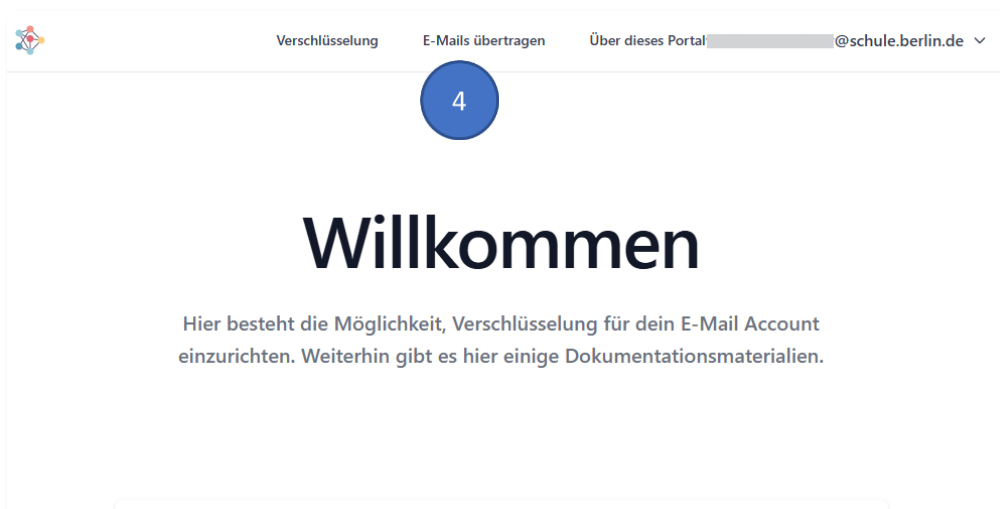 Verschlüsselung E-Mails übertragen Über dieses Portal @schule.berlin.de
4
Willkommen
Hier besteht die Möglichkeit, Verschlüsselung für dein E-Mail Account
einzurichten. Weiterhin gibt es hier einige Dokumentationsmaterialien.